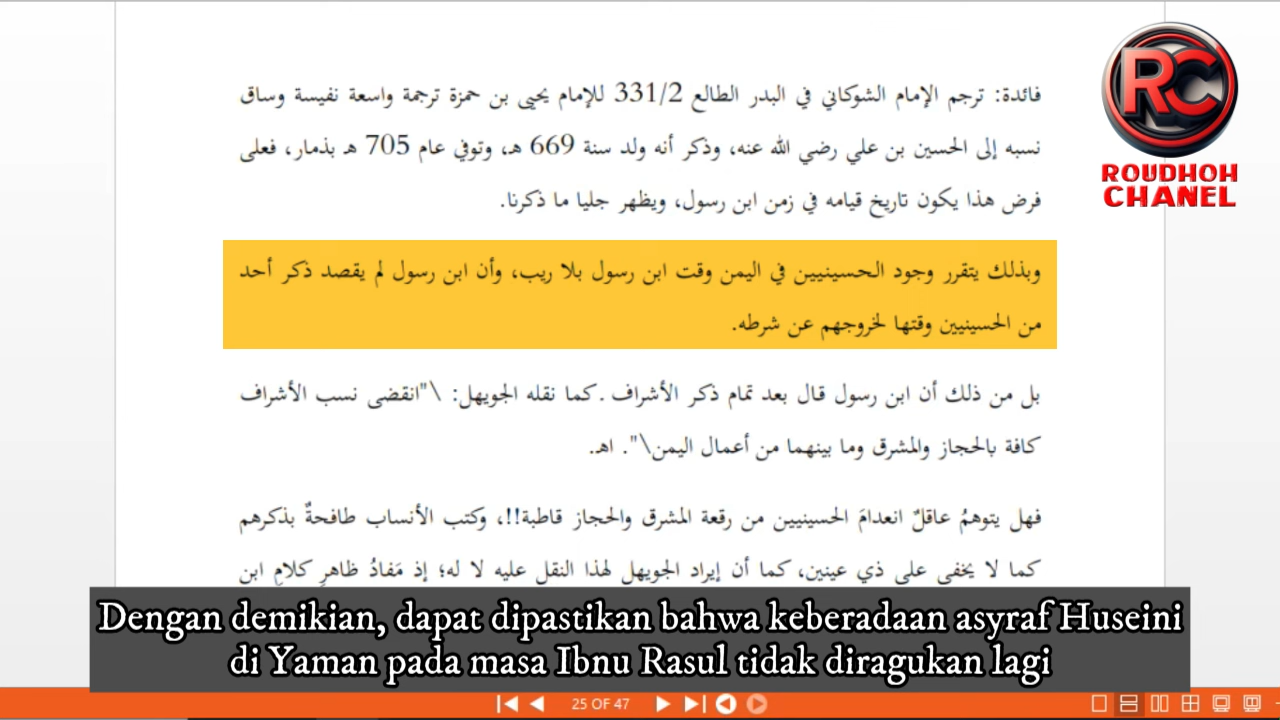 فائدة: ترجم الإمام الشوكاني في البدر الطالع 331/2 للإمام يحيى بن حمزة ترجمة واسعة نفيسة وساق
نسبه إلى الحسين بن علي رضي الله عنه، وذكر أنه ولد سنة 669 هـ، وتوفي عام 705 هـ بذمار، فعلى
فرض هذا يكون تاريخ قيامه في زمن ابن رسول، ويظهر جليا ما ذكرنا.
وبذلك يتقرر وجود الحسينيين في اليمن وقت ابن رسول بلا ريب، وأن ابن رسول لم يقصد ذكر أحد
من الحسينيين وقتها لخروجهم عن شرطه.
بل من ذلك أن ابن رسول قال بعد تمام ذكر الأشراف ـ كما نقله الجويهل: \"انقضى نسب الأشراف
كافة بالحجاز والمشرق وما بينهما من أعمال اليمن\". اهـ.
فهل يتوهمُ عاقلٌ انعدامَ الحسينيين من رقعة المشرق والحجاز قاطبة!!، وكتب الأنساب طافحةٌ بذكرهم
كما لا يخفى على ذي عينين، كما أن إيراد الجويهل لهذا النقل عليه لا له؛ إذ مَفادُ ظاهرِ كلامِ ابن
RC
ROUDHOH
CHANEL
Dengan demikian, dapat dipastikan bahwa keberadaan asyraf Huseini
di Yaman pada masa Ibnu Rasul tidak diragukan lagi
25 OF 47